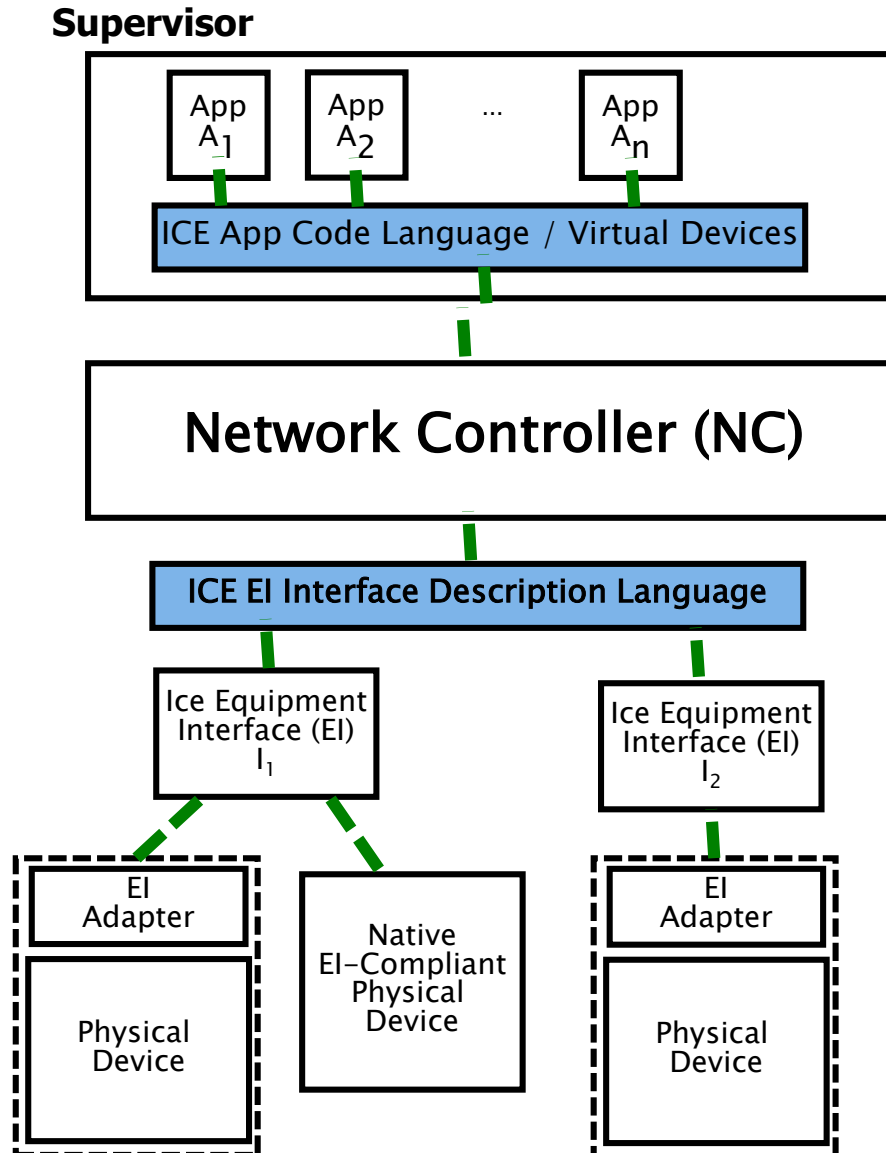 Supervisor
App
A1
App
A2
...
App
An
ICE App Code Language / Virtual Devices
Network Controller (NC)
ICE EI Interface Description Language
Ice Equipment
Interface (EI)
I1
Ice Equipment
Interface (EI)
I2
EI
Adapter
Physical
Device
Native
EI-Compliant
Physical
Device
EI
Adapter
Physical
Device